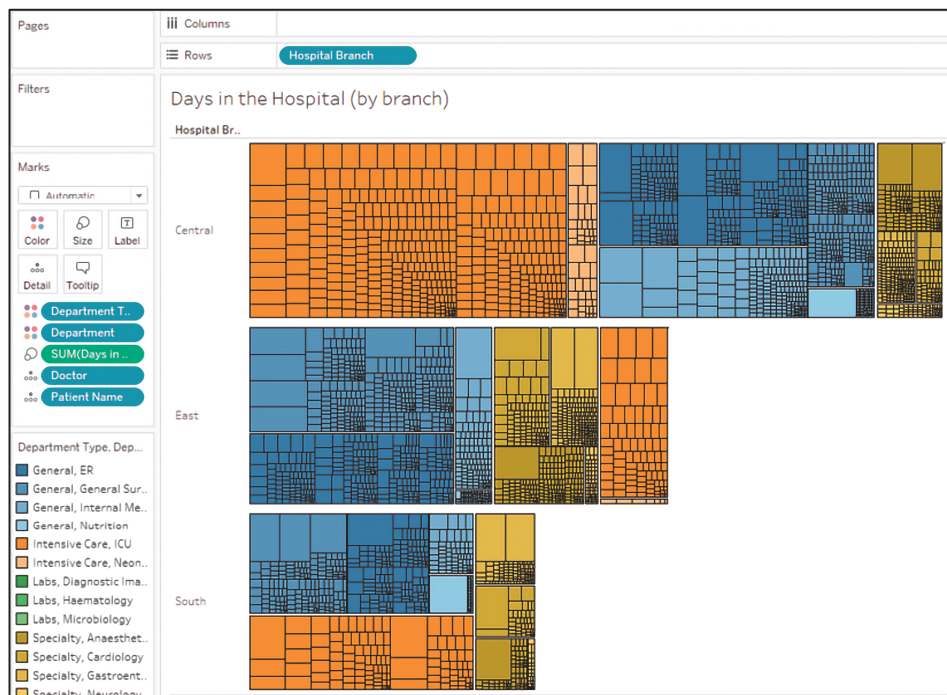 Pages
Columns
Rows
Hospital Branch
Filters
Days in the Hospital (by branch)
Hospital Br..
Marks
Automatic
Color
Size
Label
Detail
Tooltip
Department T..
Department
SUM(Days in ..
Doctor
Patient Name
Central
East
South
Department Type, Dep...
General, ER
General, General Sur..
General, Internal Me..
General, Nutrition
Intensive Care, ICU
Intensive Care, Neon..
Labs, Diagnostic Ima..
Labs, Haematology
Labs, Microbiology
Specialty, Anaesthet..
Specialty, Cardiology
Specialty, Gastroent..
Specialty, Neurology